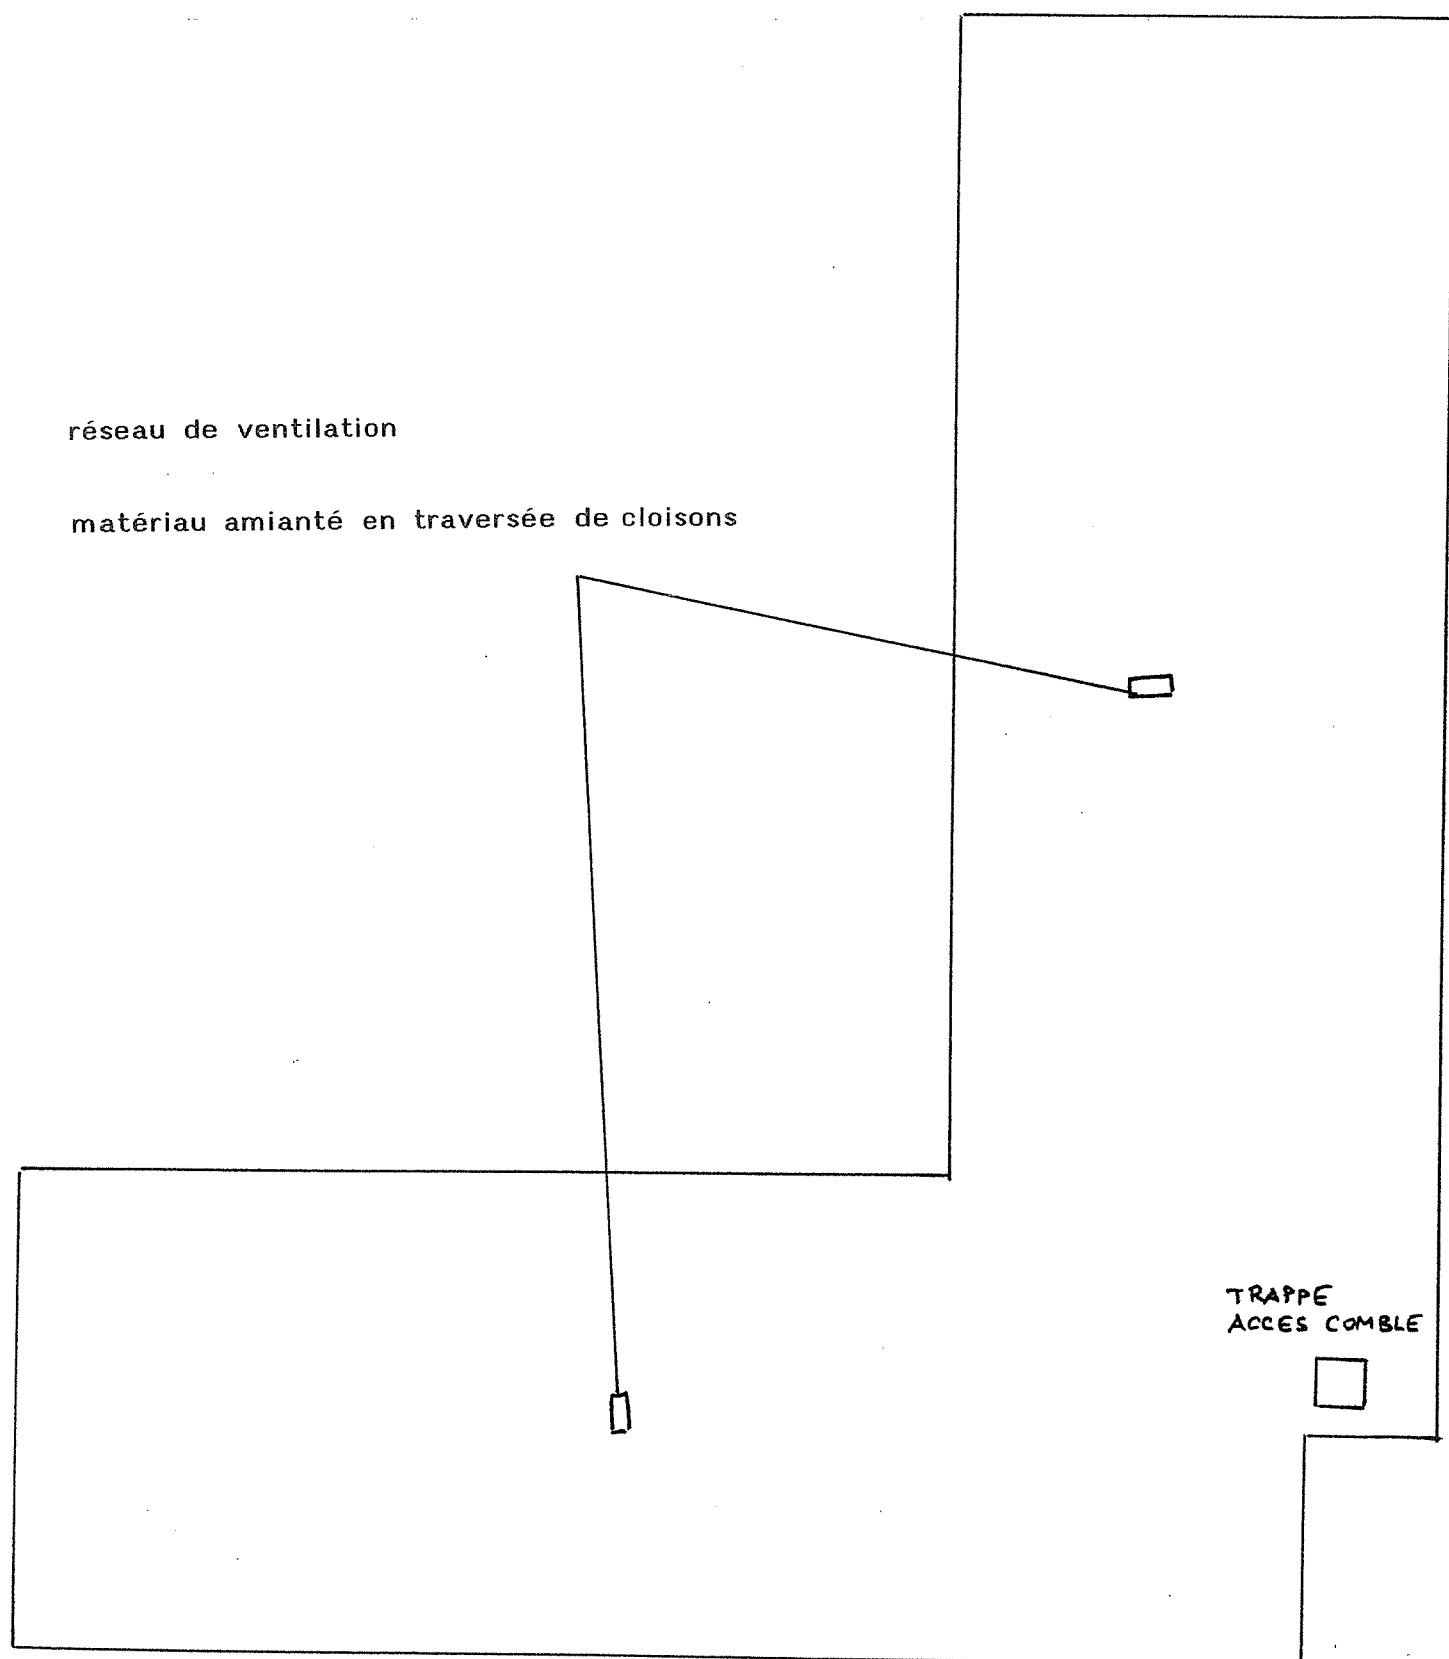 réseau de ventilation
matériau amianté en traversée de cloisons
TRAPPE
ACCES COMBLE